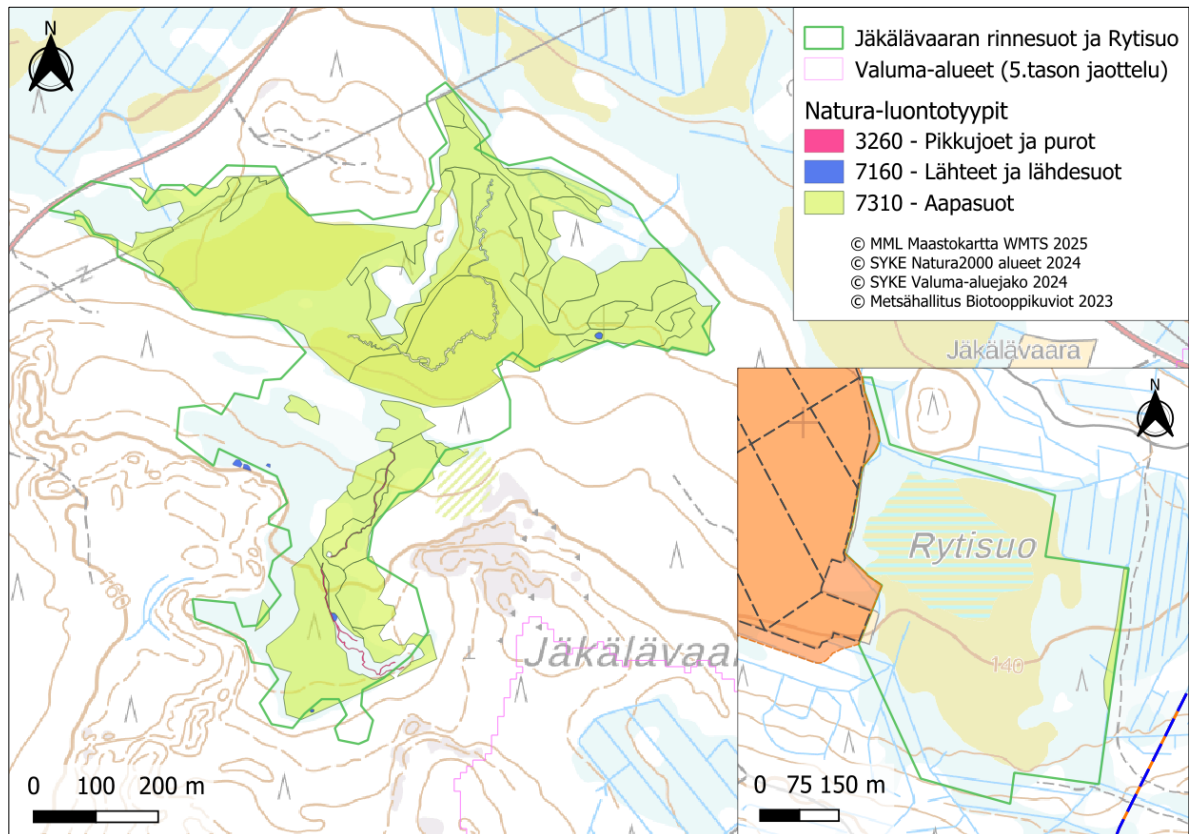 N
Jäkälävaaran rinnesuot ja Rytisuo
Valuma-alueet (5.tason jaottelu)
Natura-luontotyypit
3260 - Pikkujoet ja purot
7160 - Lähteet ja lähdesuot
7310 - Aapasuot
© MML Maastokartta WMTS 2025
© SYKE Natura2000 alueet 2024
© SYKE Valuma-aluejako 2024
© Metsähallitus Biotooppikuviot 2023
Jäkälävaara
N
Rytisuo
140
Jäkälävaar
0 100 200 m
0 75 150 m